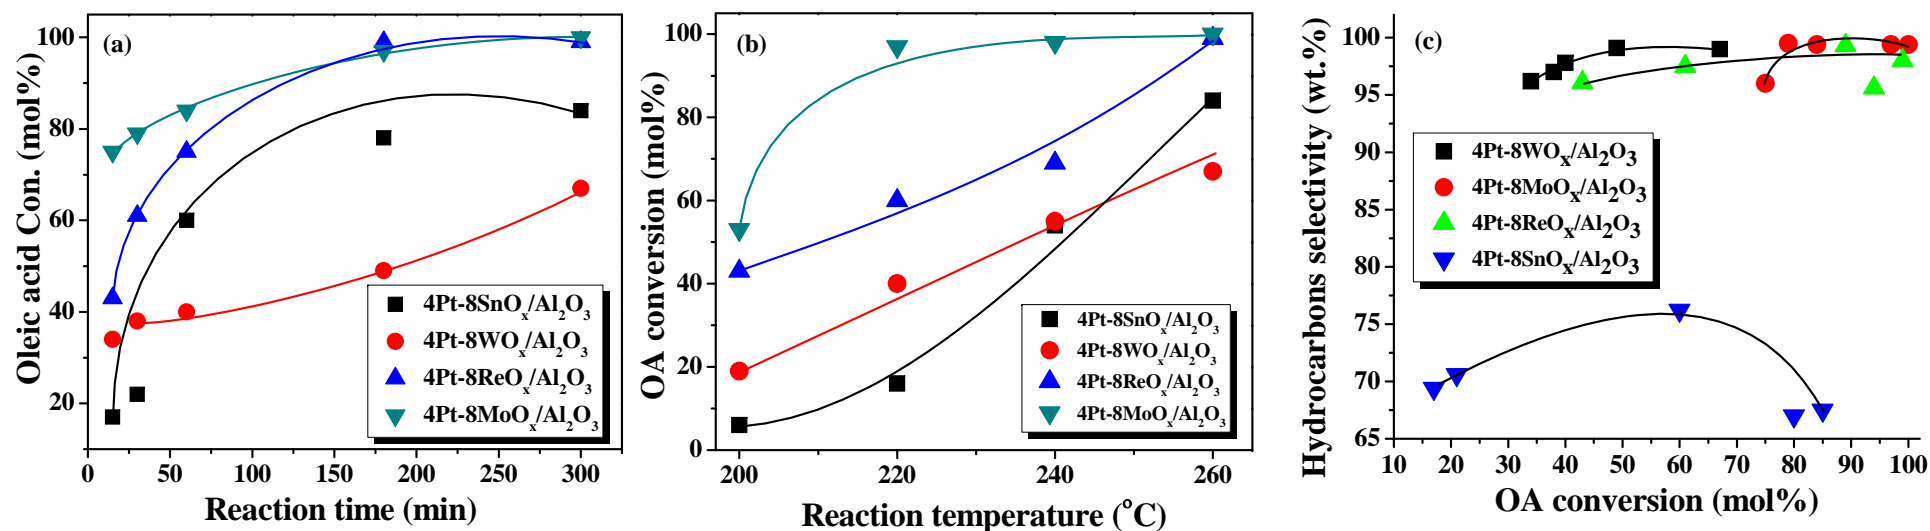 (a)
Oleic acid Con. (mol%)
100
80
60
40
20
0 50 100 150 200 250 300
Reaction time (min)
4Pt-8SnOₓ/Al₂O₃
4Pt-8WOₓ/Al₂O₃
4Pt-8ReOₓ/Al₂O₃
4Pt-8MoOₓ/Al₂O₃
(b)
OA conversion (mol%)
100
80
60
40
20
0
200 220 240 260
Reaction temperature (°C)
4Pt-8SnOₓ/Al₂O₃
4Pt-8WOₓ/Al₂O₃
4Pt-8ReOₓ/Al₂O₃
4Pt-8MoOₓ/Al₂O₃
(c)
Hydrocarbons selectivity (wt.%)
100
95
90
85
80
75
70
65
10 20 30 40 50 60 70 80 90 100
OA conversion (mol%)
4Pt-8WOₓ/Al₂O₃
4Pt-8MoOₓ/Al₂O₃
4Pt-8ReOₓ/Al₂O₃
4Pt-8SnOₓ/Al₂O₃